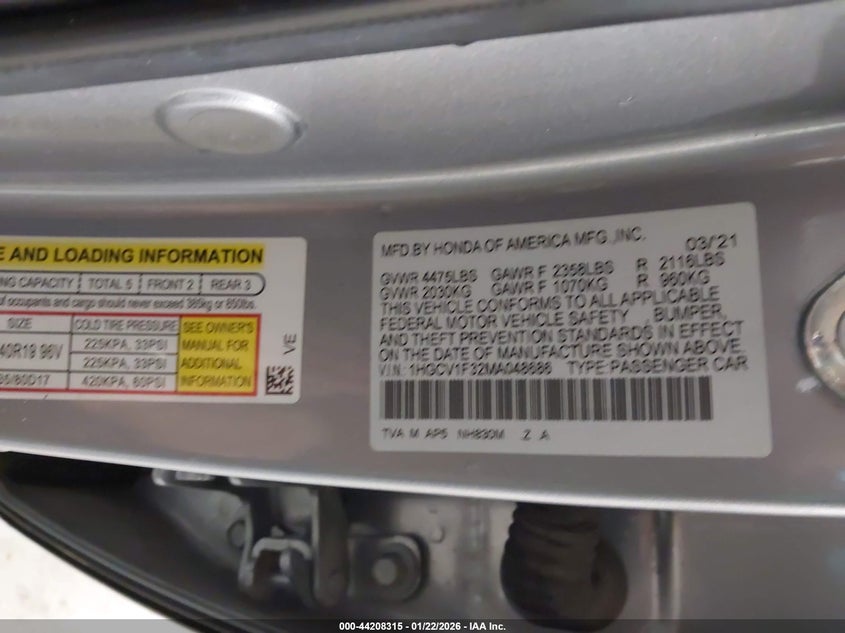 E AND LOADING INFORMATION
NG CAPACITY TOTAL 5 FRONT 2 REAR 3
of occupants and cargo should never exceed 385kg or 850lbs.
SIZE COLD TIRE PRESSURE SEE OWNER'S MANUAL FOR ADDITIONAL INFORMATION
40R19 96V 225KPA, 33PSI
225KPA, 33PSI
5/80D17 420KPA, 60PSI
VE
MFD BY HONDA OF AMERICA MFG.,INC. 03/'21
GVWR 4475LBS GAWR F 2358LBS R 2116LBS
GVWR 2030KG GAWR F 1070KG R 960KG
THIS VEHICLE CONFORMS TO ALL APPLICABLE
FEDERAL MOTOR VEHICLE SAFETY , BUMPER,
AND THEFT PREVENTION STANDARDS IN EFFECT
ON THE DATE OF MANUFACTURE SHOWN ABOVE.
V.I.N.: 1HGCV1F32MA048686 TYPE:PASSENGER CAR
TVA M AP5 NH830M Z A
000-44208315 - 01/22/2026 - IAA Inc.